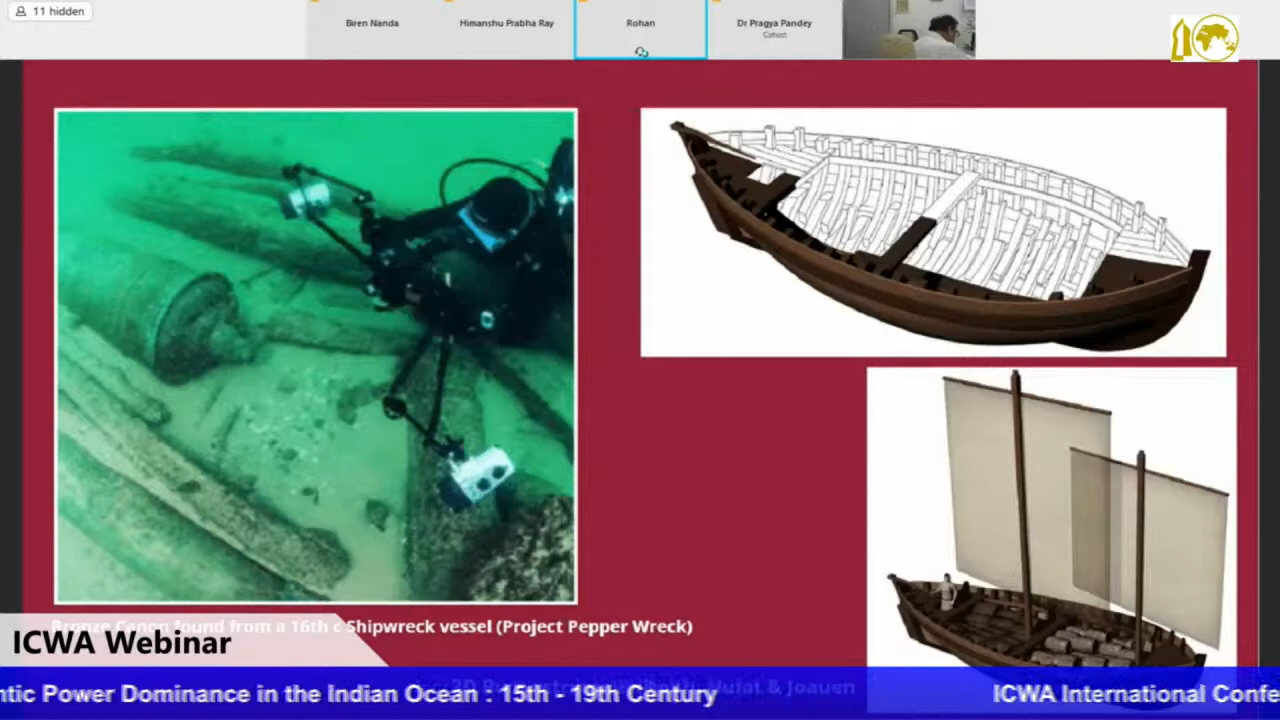 11 hidden
Biren Nanda
Himanshu Prabha Ray
Rohan
Dr Pragya Pandey
Cohost
Bronze Canon found from a 16th c Shipwreck vessel (Project Pepper Wreck)
ICWA Webinar
& Joauen
ntic Power Dominance in the Indian Ocean : 15th - 19th Century
ICWA International Confe